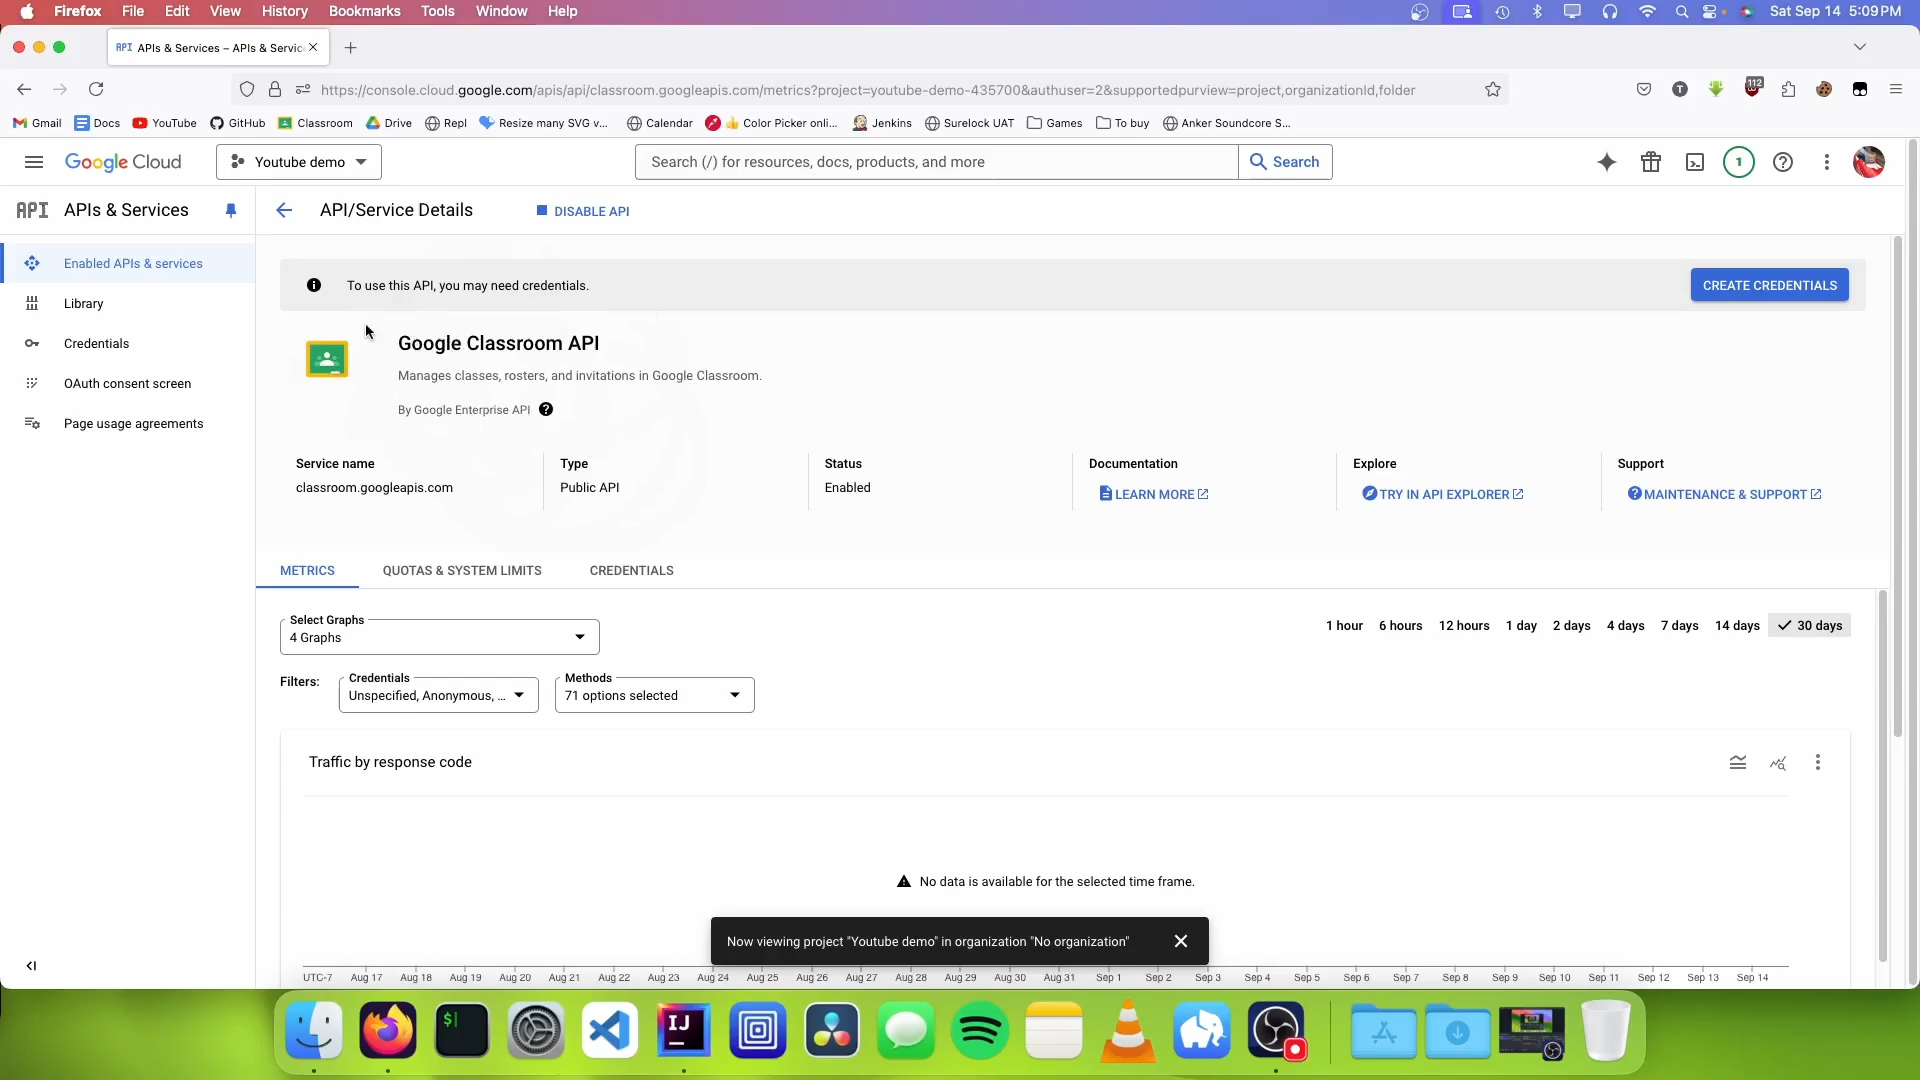 Firefox File Edit View History Bookmarks Tools Window Help Sat Sep 14 5:09 PM
API APIs & Services – APIs & Servic
https://console.cloud.google.com/apis/api/classroom.googleapis.com/metrics?project=youtube-demo-435700&authuser=2&supportedpurview=project,organizationId,folder 112
Gmail Docs YouTube GitHub Classroom Drive Repl Resize many SVG v... Calendar Color Picker onli... Jenkins Surelock UAT Games To buy Anker Soundcore S...
Google Cloud Youtube demo Search (/) for resources, docs, products, and more Search 1
API APIs & Services API/Service Details DISABLE API
Enabled APIs & services
Library
Credentials
OAuth consent screen
Page usage agreements
To use this API, you may need credentials. CREATE CREDENTIALS
Google Classroom API
Manages classes, rosters, and invitations in Google Classroom.
By Google Enterprise API
Service name Type Status Documentation Explore Support
classroom.googleapis.com Public API Enabled LEARN MORE TRY IN API EXPLORER MAINTENANCE & SUPPORT
METRICS QUOTAS & SYSTEM LIMITS CREDENTIALS
Select Graphs
4 Graphs
1 hour 6 hours 12 hours 1 day 2 days 4 days 7 days 14 days 30 days
Filters: Credentials Methods
Unspecified, Anonymous, ... 71 options selected
Traffic by response code
No data is available for the selected time frame.
Now viewing project "Youtube demo" in organization "No organization"
UTC-7 Aug 17 Aug 18 Aug 19 Aug 20 Aug 21 Aug 22 Aug 23 Aug 24 Aug 25 Aug 26 Aug 27 Aug 28 Aug 29 Aug 30 Aug 31 Sep 1 Sep 2 Sep 3 Sep 4 Sep 5 Sep 6 Sep 7 Sep 8 Sep 9 Sep 10 Sep 11 Sep 12 Sep 13 Sep 14
$ IJ